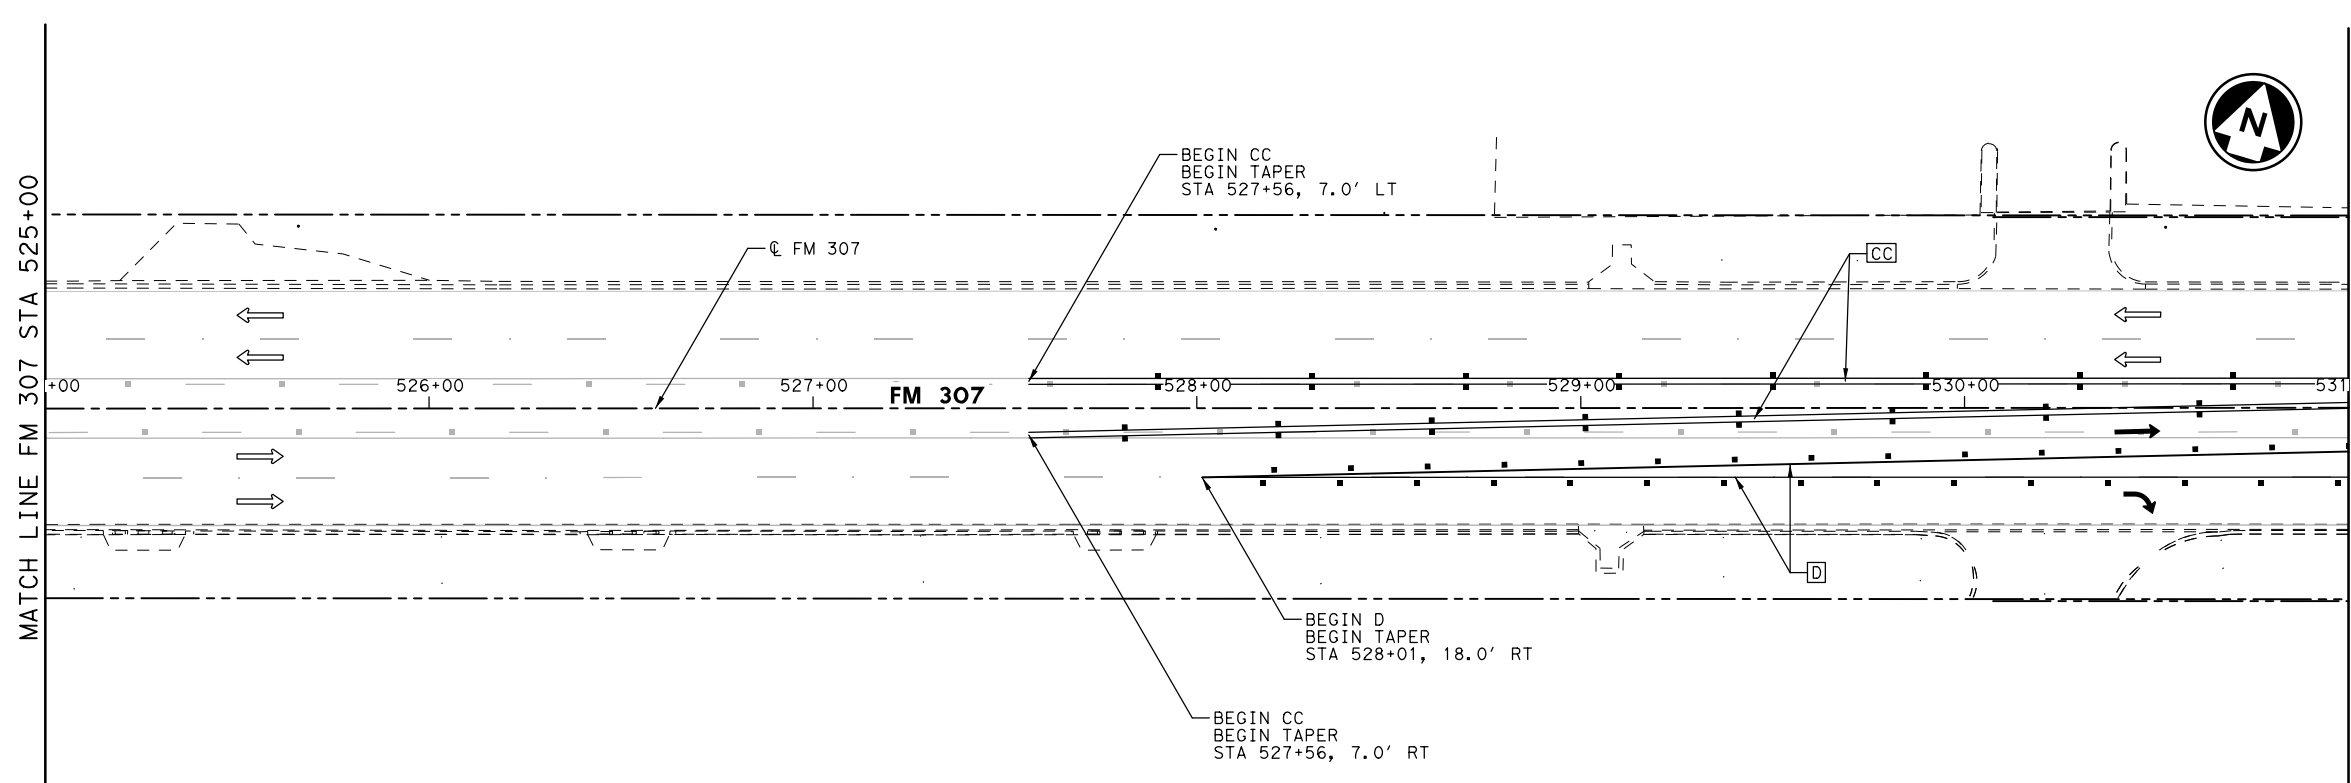 N
BEGIN CC
BEGIN TAPER
STA 527+56, 7.0' LT
℄ FM 307
CC
MATCH LINE FM 307 STA 525+00
+00
526+00
527+00
FM 307
528+00
529+00
530+00
531
D
BEGIN D
BEGIN TAPER
STA 528+01, 18.0' RT
BEGIN CC
BEGIN TAPER
STA 527+56, 7.0' RT